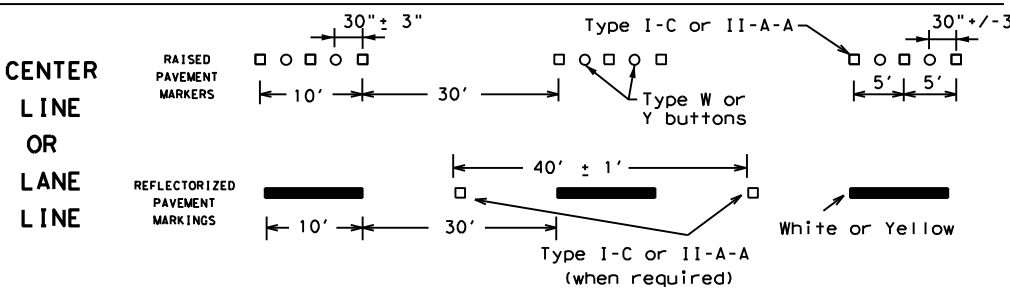 CENTER
LINE
OR
LANE
LINE
RAISED
PAVEMENT
MARKERS
30"± 3"
10'
30'
Type I-C or II-A-A
Type W or
Y buttons
30"+/-3
5'
5'
REFLECTORIZED
PAVEMENT
MARKINGS
10'
30'
40' ± 1'
Type I-C or II-A-A
(when required)
White or Yellow